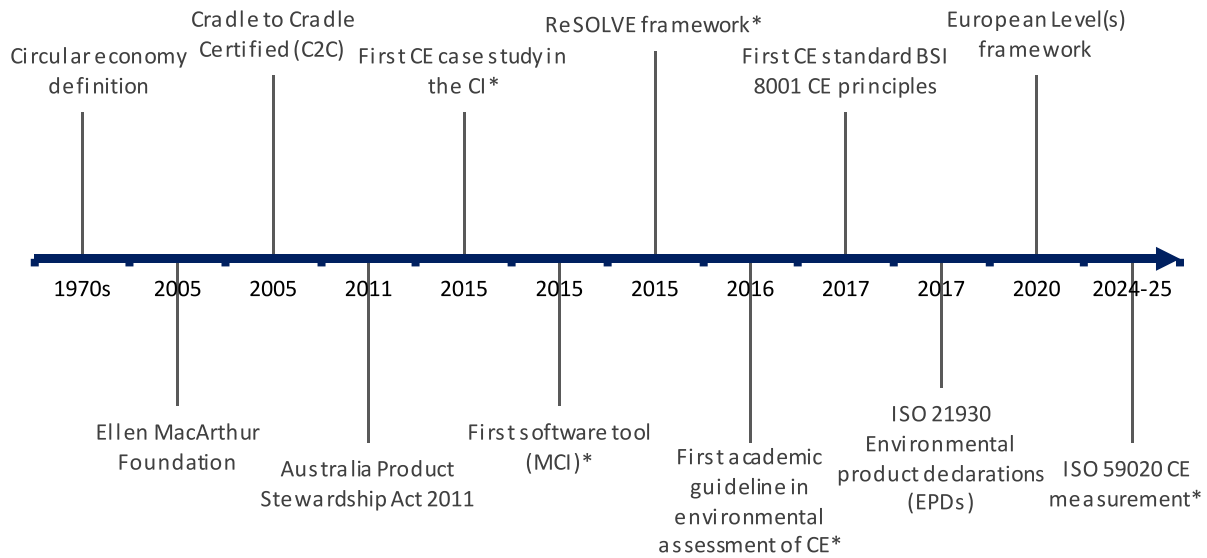 Circular economy
definition
Cradle to Cradle
Certified (C2C)
First CE case study in
the CI*
ReSOLVE framework*
First CE standard BSI
8001 CE principles
European Level(s)
framework
1970s
2005
2005
2011
2015
2015
2015
2016
2017
2017
2020
2024-25
Ellen MacArthur
Foundation
Australia Product
Stewardship Act 2011
First software tool
(MCI)*
First academic
guideline in
environmental
assessment of CE*
ISO 21930
Environmental
product declarations
(EPDs)
ISO 59020 CE
measurement*